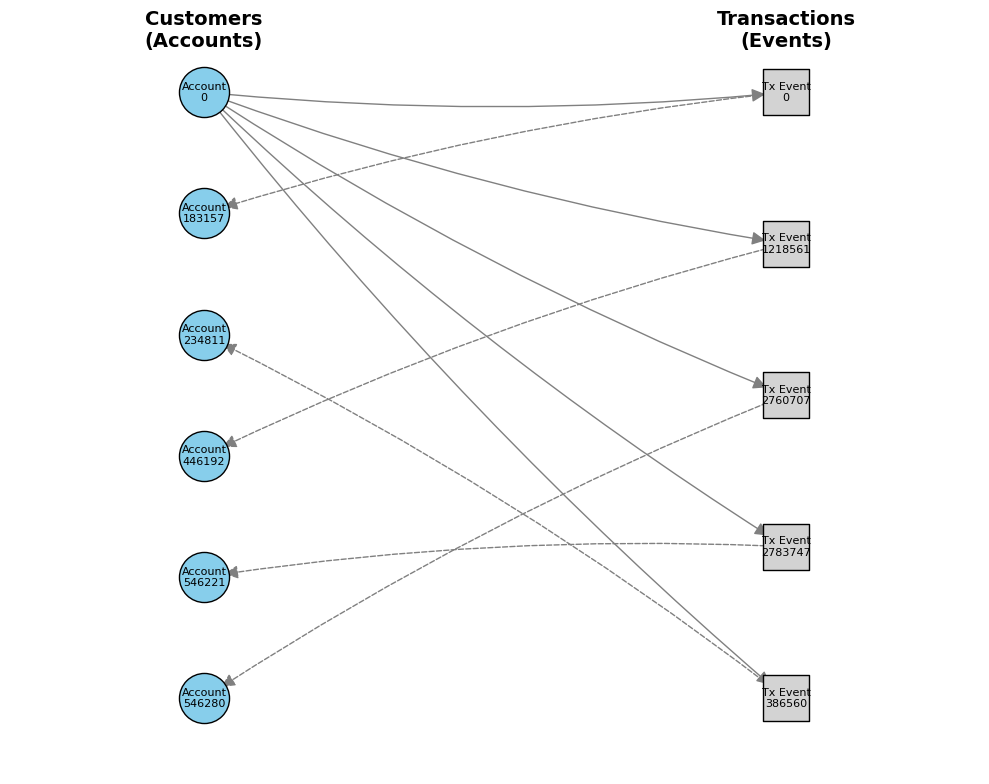 Customers
(Accounts)
Transactions
(Events)
Account
0
Tx Event
0
Account
183157
Tx Event
1218561
Account
234811
Tx Event
2760707
Account
446192
Tx Event
2783747
Account
546221
Account
546280
Tx Event
386560